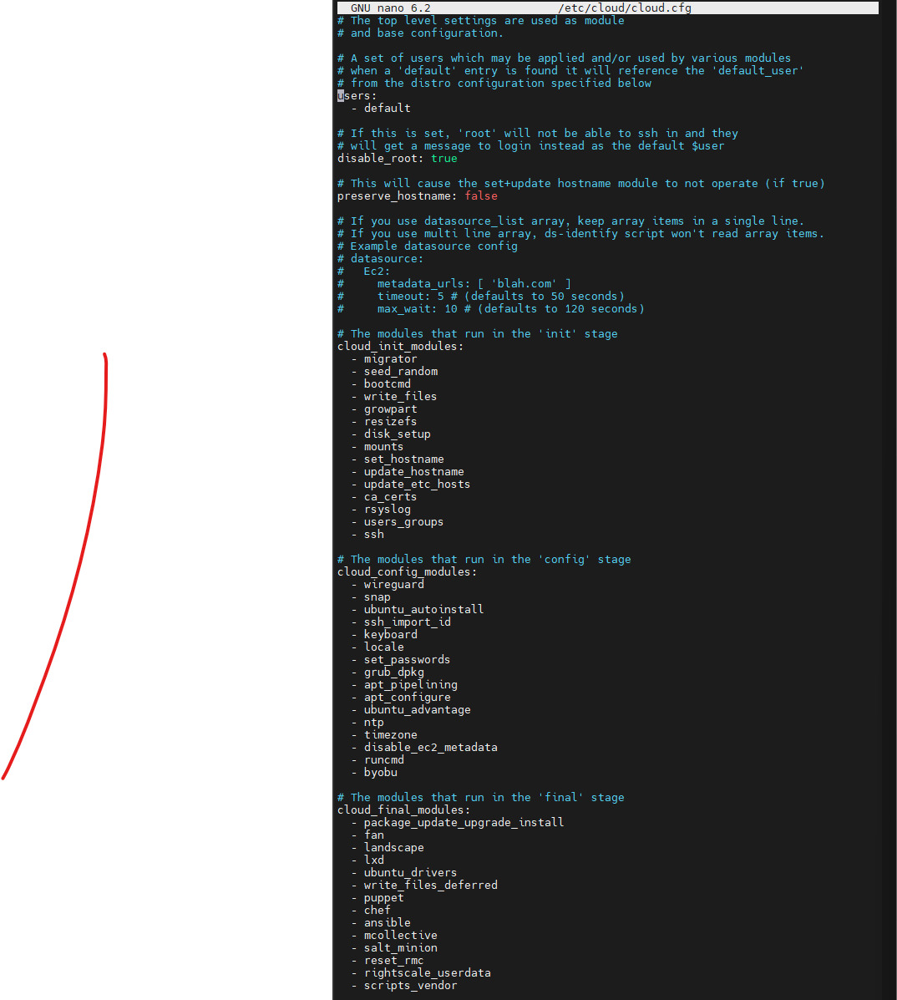 GNU nano 6.2 /etc/cloud/cloud.cfg
# The top level settings are used as module
# and base configuration.
# A set of users which may be applied and/or used by various modules
# when a 'default' entry is found it will reference the 'default_user'
# from the distro configuration specified below
users:
  - default
# If this is set, 'root' will not be able to ssh in and they
# will get a message to login instead as the default $user
disable_root: true
# This will cause the set+update hostname module to not operate (if true)
preserve_hostname: false
# If you use datasource_list array, keep array items in a single line.
# If you use multi line array, ds-identify script won't read array items.
# Example datasource config
# datasource:
#   Ec2:
#     metadata_urls: [ 'blah.com' ]
#     timeout: 5 # (defaults to 50 seconds)
#     max_wait: 10 # (defaults to 120 seconds)
# The modules that run in the 'init' stage
cloud_init_modules:
  - migrator
  - seed_random
  - bootcmd
  - write_files
  - growpart
  - resizefs
  - disk_setup
  - mounts
  - set_hostname
  - update_hostname
  - update_etc_hosts
  - ca_certs
  - rsyslog
  - users_groups
  - ssh
# The modules that run in the 'config' stage
cloud_config_modules:
  - wireguard
  - snap
  - ubuntu_autoinstall
  - ssh_import_id
  - keyboard
  - locale
  - set_passwords
  - grub_dpkg
  - apt_pipelining
  - apt_configure
  - ubuntu_advantage
  - ntp
  - timezone
  - disable_ec2_metadata
  - runcmd
  - byobu
# The modules that run in the 'final' stage
cloud_final_modules:
  - package_update_upgrade_install
  - fan
  - landscape
  - lxd
  - ubuntu_drivers
  - write_files_deferred
  - puppet
  - chef
  - ansible
  - mcollective
  - salt_minion
  - reset_rmc
  - rightscale_userdata
  - scripts_vendor